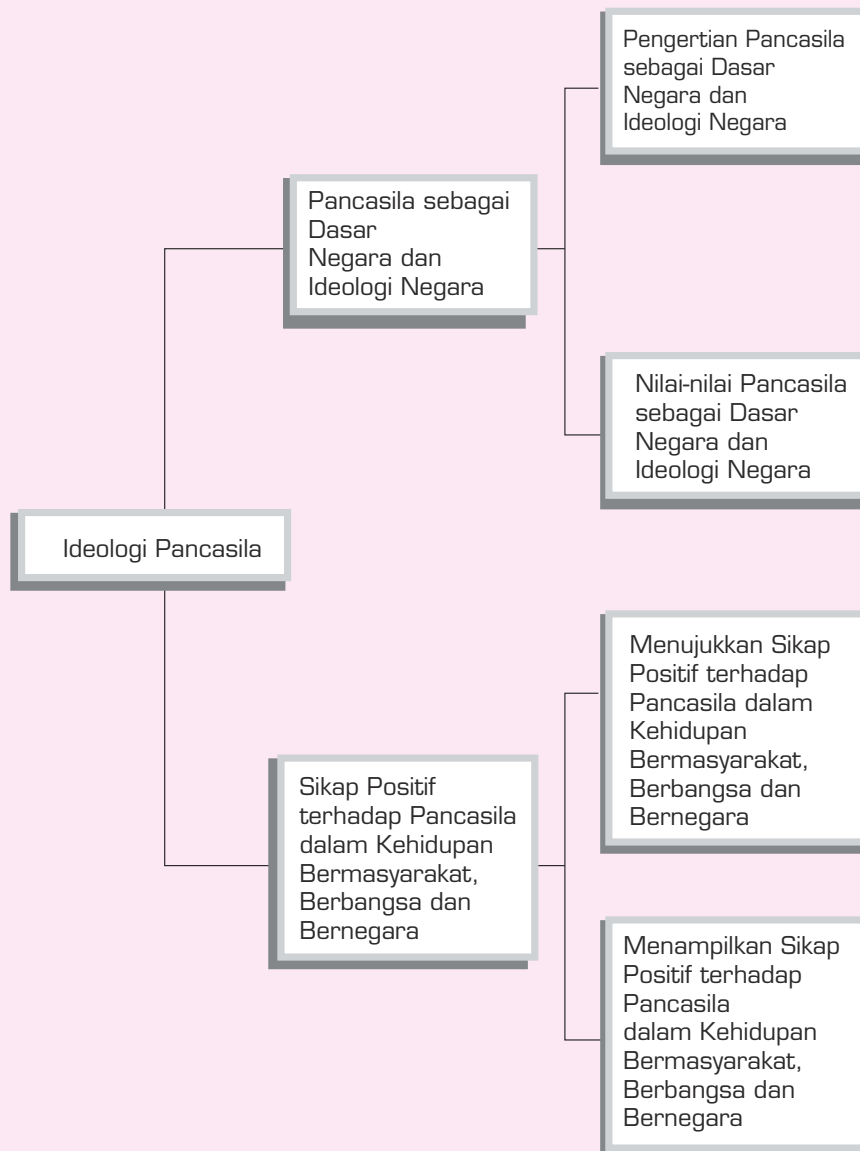 Pengertian Pancasila
sebagai Dasar
Negara dan
Ideologi Negara
Pancasila sebagai
Dasar
Negara dan
Ideologi Negara
Nilai-nilai Pancasila
sebagai Dasar
Negara dan
Ideologi Negara
Ideologi Pancasila
Menujukkan Sikap
Positif terhadap
Pancasila dalam
Kehidupan
Bermasyarakat,
Berbangsa dan
Bernegara
Sikap Positif
terhadap Pancasila
dalam Kehidupan
Bermasyarakat,
Berbangsa dan
Bernegara
Menampilkan Sikap
Positif terhadap
Pancasila
dalam Kehidupan
Bermasyarakat,
Berbangsa dan
Bernegara